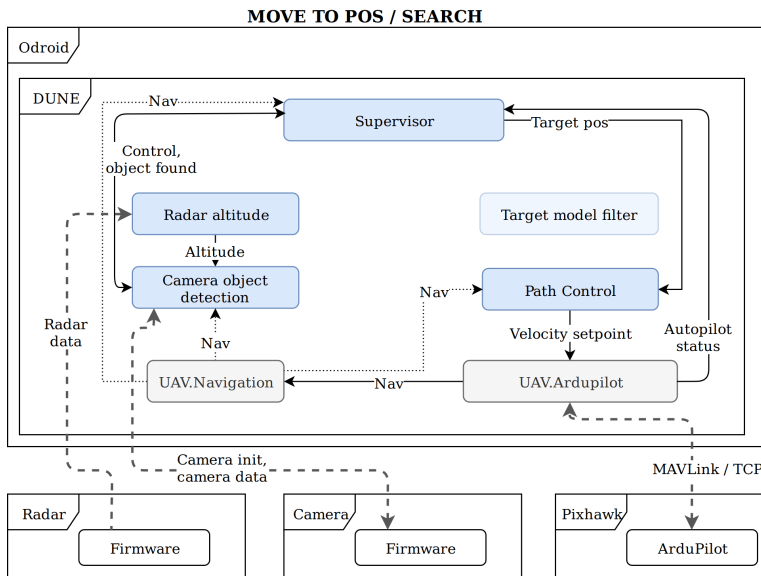 MOVE TO POS / SEARCH
Odroid
DUNE
Nav
Supervisor
Target pos
Control,
object found
Radar altitude
Target model filter
Altitude
Camera object
detection
Nav
Path Control
Radar
data
Nav
Velocity setpoint
Autopilot
status
UAV.Navigation
Nav
UAV.Ardupilot
Camera init,
camera data
MAVLink / TCP
Radar
Firmware
Camera
Firmware
Pixhawk
ArduPilot